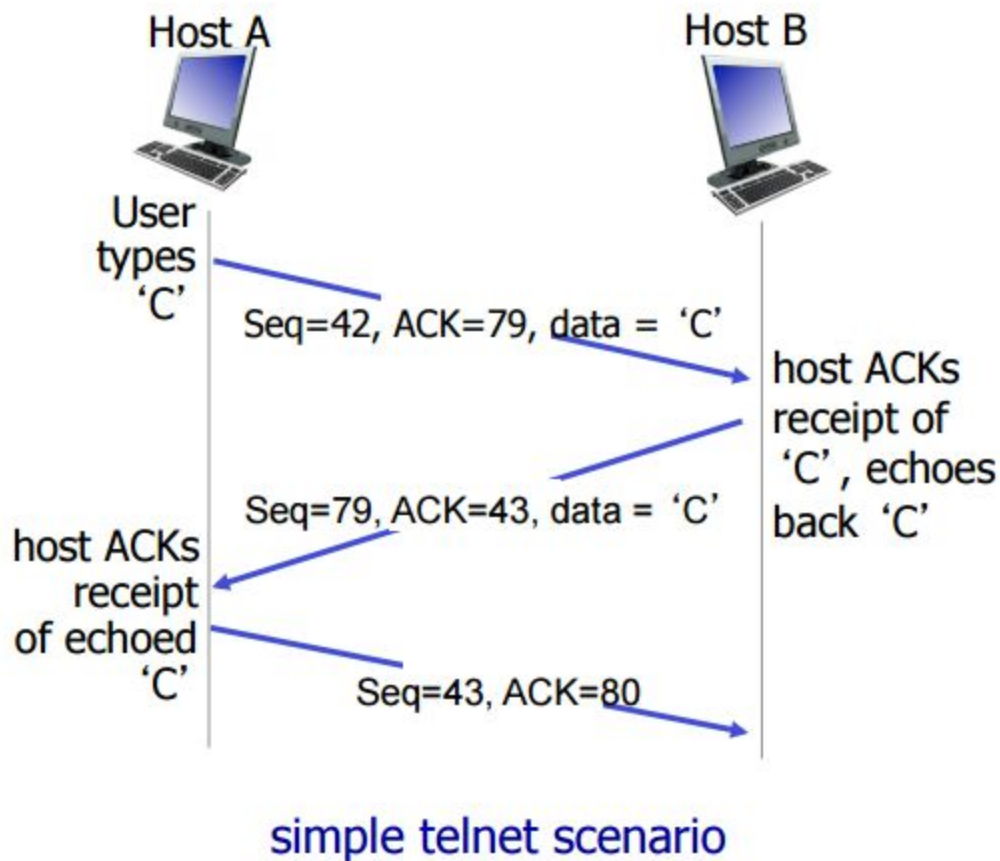 Host A
Host B
User
types
‘C’
Seq=42, ACK=79, data = ‘C’
host ACKs
receipt of
‘C’, echoes
back ‘C’
Seq=79, ACK=43, data = ‘C’
host ACKs
receipt
of echoed
‘C’
Seq=43, ACK=80
simple telnet scenario